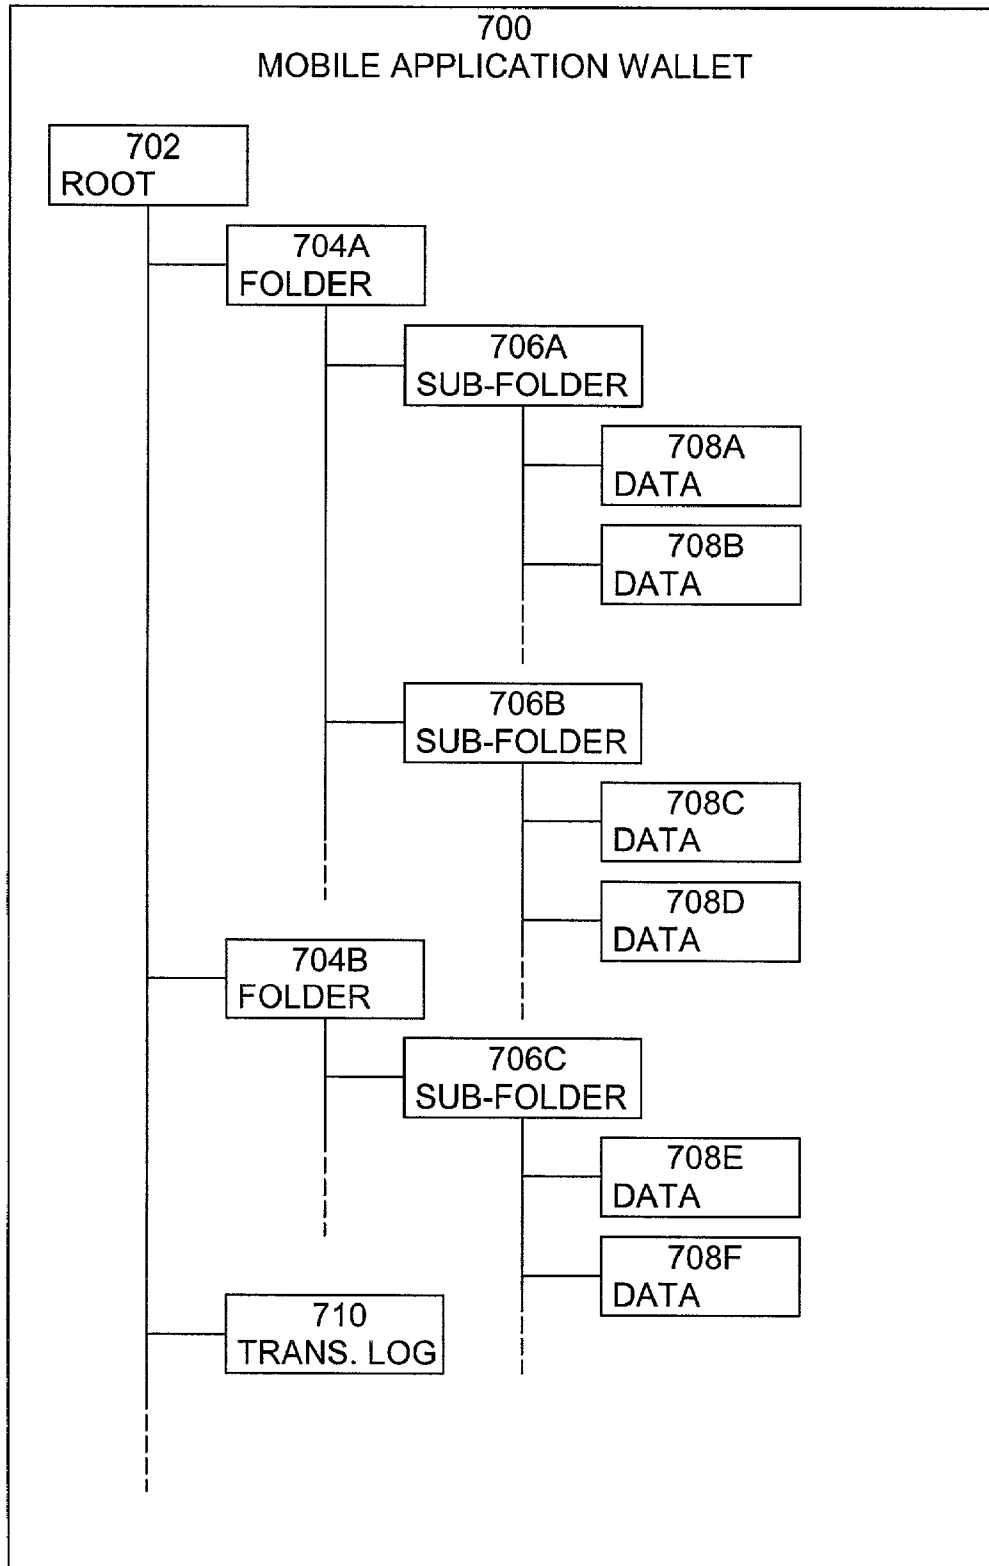 700
MOBILE APPLICATION WALLET
702
ROOT
704A
FOLDER
706A
SUB-FOLDER
708A
DATA
708B
DATA
706B
SUB-FOLDER
708C
DATA
708D
DATA
704B
FOLDER
706C
SUB-FOLDER
708E
DATA
708F
DATA
710
TRANS. LOG